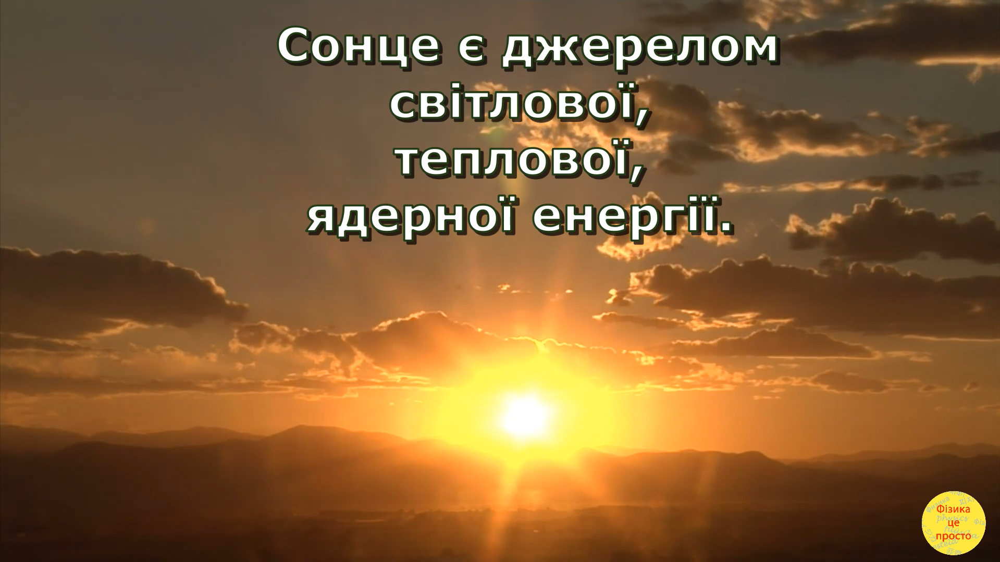 Сонце є джерелом
світлової,
теплової,
ядерної енергії.
Фізика
це
просто